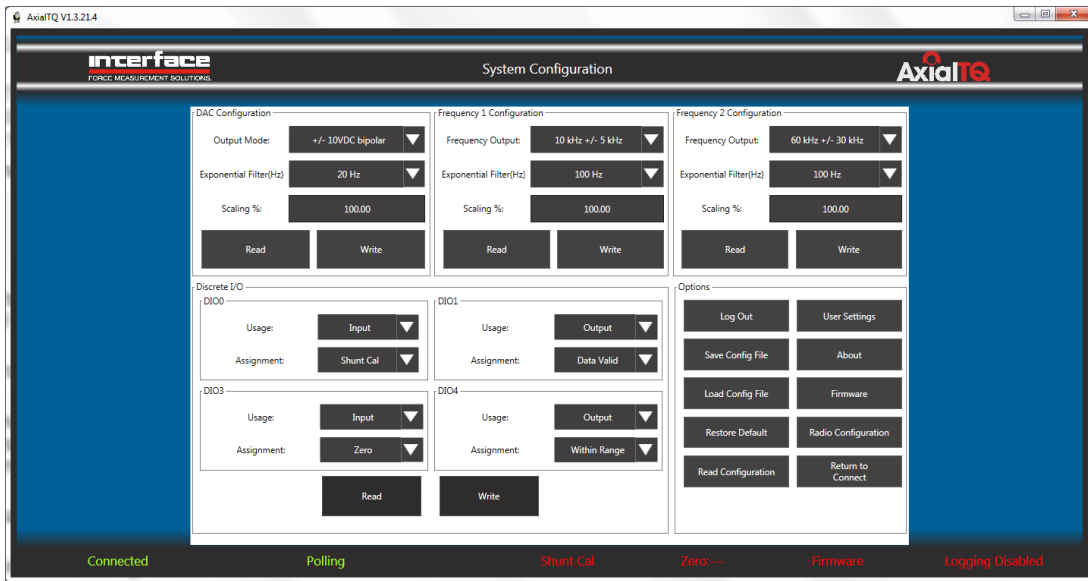 AxialTQ V1.3.21.4
interface
FORCE MEASUREMENT SOLUTIONS.
System Configuration
AxialTQ
DAC Configuration
Output Mode: +/- 10VDC bipolar
Exponential Filter(Hz) 20 Hz
Scaling %: 100.00
Read Write
Frequency 1 Configuration
Frequency Output: 10 kHz +/- 5 kHz
Exponential Filter(Hz) 100 Hz
Scaling %: 100.00
Read Write
Frequency 2 Configuration
Frequency Output: 60 kHz +/- 30 kHz
Exponential Filter(Hz) 100 Hz
Scaling %: 100.00
Read Write
Discrete I/O
DIO0
Usage: Input
Assignment: Shunt Cal
DIO1
Usage: Output
Assignment: Data Valid
DIO3
Usage: Input
Assignment: Zero
DIO4
Usage: Output
Assignment: Within Range
Read Write
Options
Log Out User Settings
Save Config File About
Load Config File Firmware
Restore Default Radio Configuration
Read Configuration Return to
Connect
Connected Polling Shunt Cal Zero:--- Firmware Logging Disabled